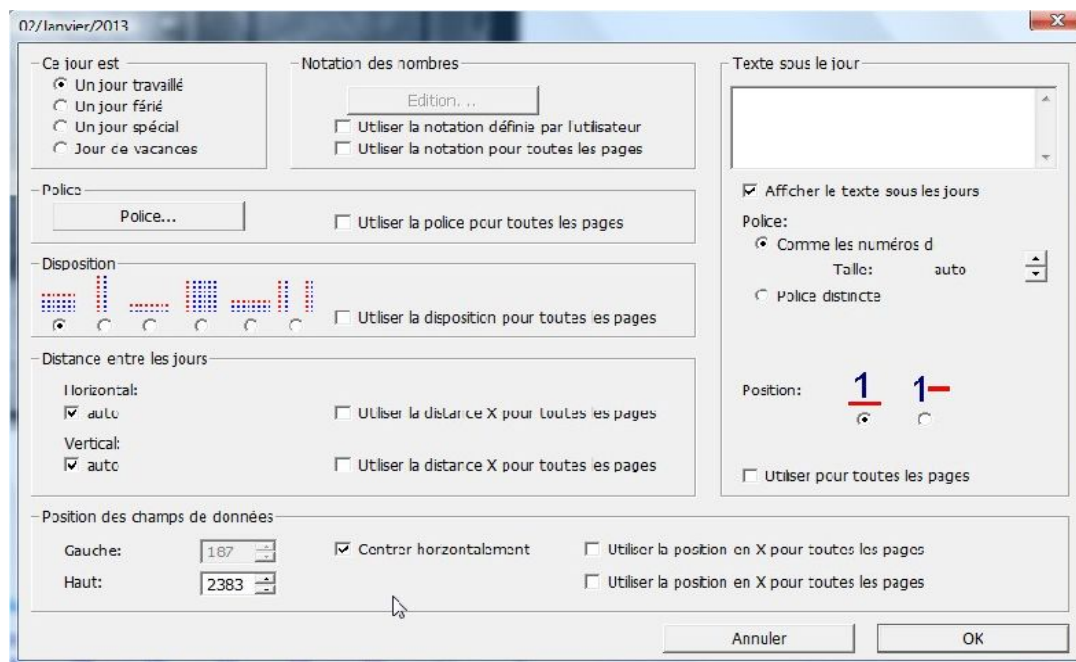 02/Janvier/2013
Ce jour est
Un jour travaillé
Un jour férié
Un jour spécial
Jour de vacances
Notation des nombres
Edition. ..
Utiliser la notation définie par l'utilisateur
Utiliser la notation pour toutes les pages
Police
Police...
Utiliser la police pour toutes les pages
Disposition
Utiliser la disposition pour toutes les pages
Distance entre les jours
Horizontal:
auto
Utiliser la distance X pour toutes les pages
Vertical:
auto
Utiliser la distance X pour toutes les pages
Texte sous le jour
Afficher le texte sous les jours
Police:
Comme les numéros d
Taille: auto
Police distincte
Position: 1 1
Utiliser pour toutes les pages
Position des champs de données
Gauche: 187
Centrer horzontalement
Utiliser la position en X pour toutes les pages
Haut: 2383
Utiliser la position en X pour toutes les pages
Annuler
OK